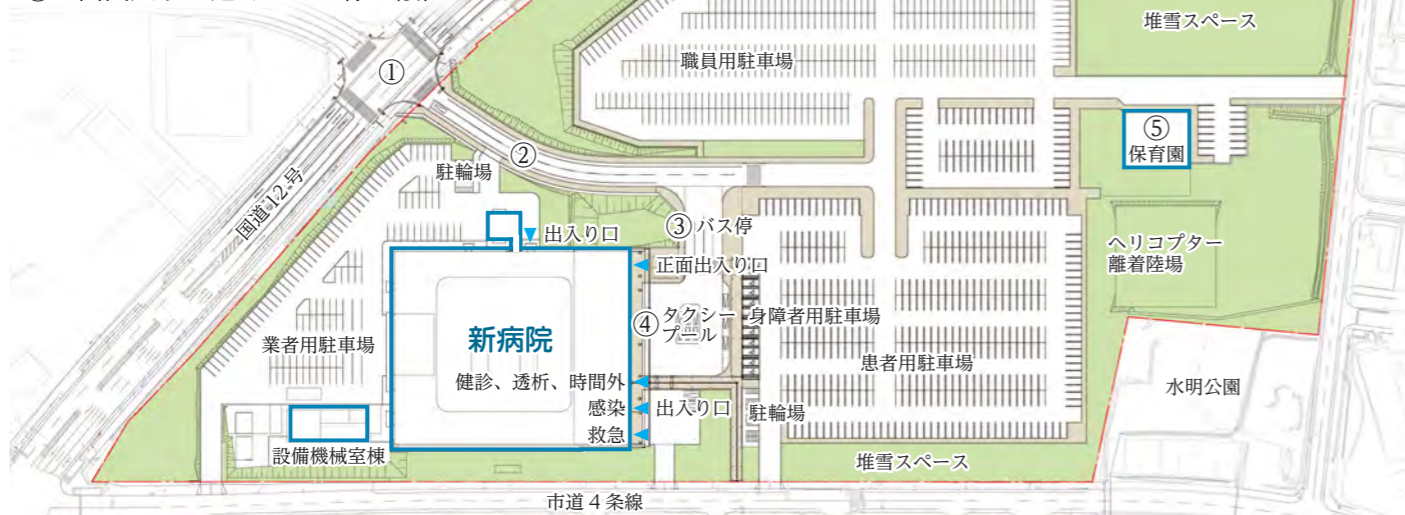 堆雪スペース
職員用駐車場
①
②
⑤
保育園
駐輪場
国道12号
③バス停
出入り口
正面出入り口
ヘリコプター
離着陸場
④タクシー
プール
身障者用駐車場
新病院
業者用駐車場
患者用駐車場
健診、透析、時間外
水明公園
感染
出入り口
駐輪場
救急
設備機械室棟
堆雪スペース
市道4条線